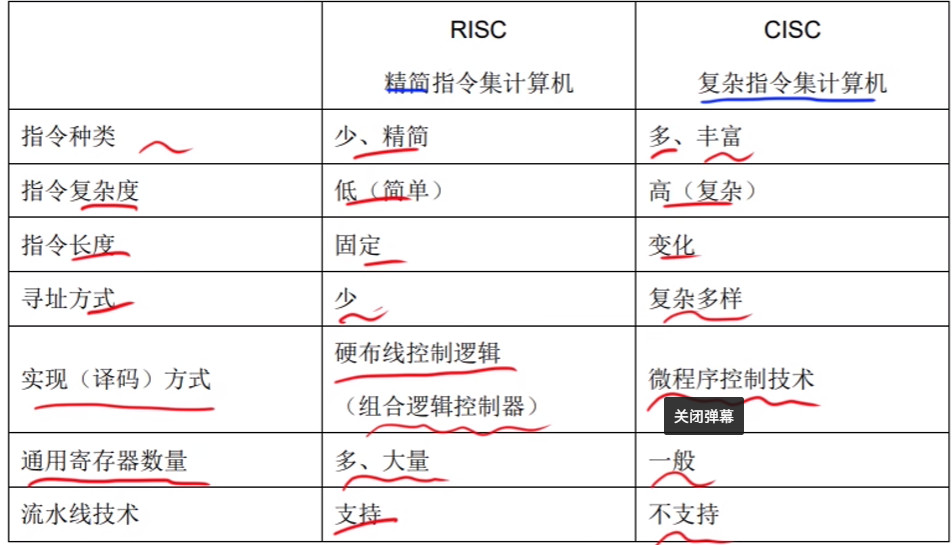 RISC
CISC
精简指令集计算机
复杂指令集计算机
指令种类
少、精简
多、丰富
指令复杂度
低（简单）
高（复杂）
指令长度
固定
变化
寻址方式
少
复杂多样
实现（译码）方式
硬布线控制逻辑
（组合逻辑控制器）
微程序控制技术
关闭弹幕
通用寄存器数量
多、大量
一般
流水线技术
支持
不支持